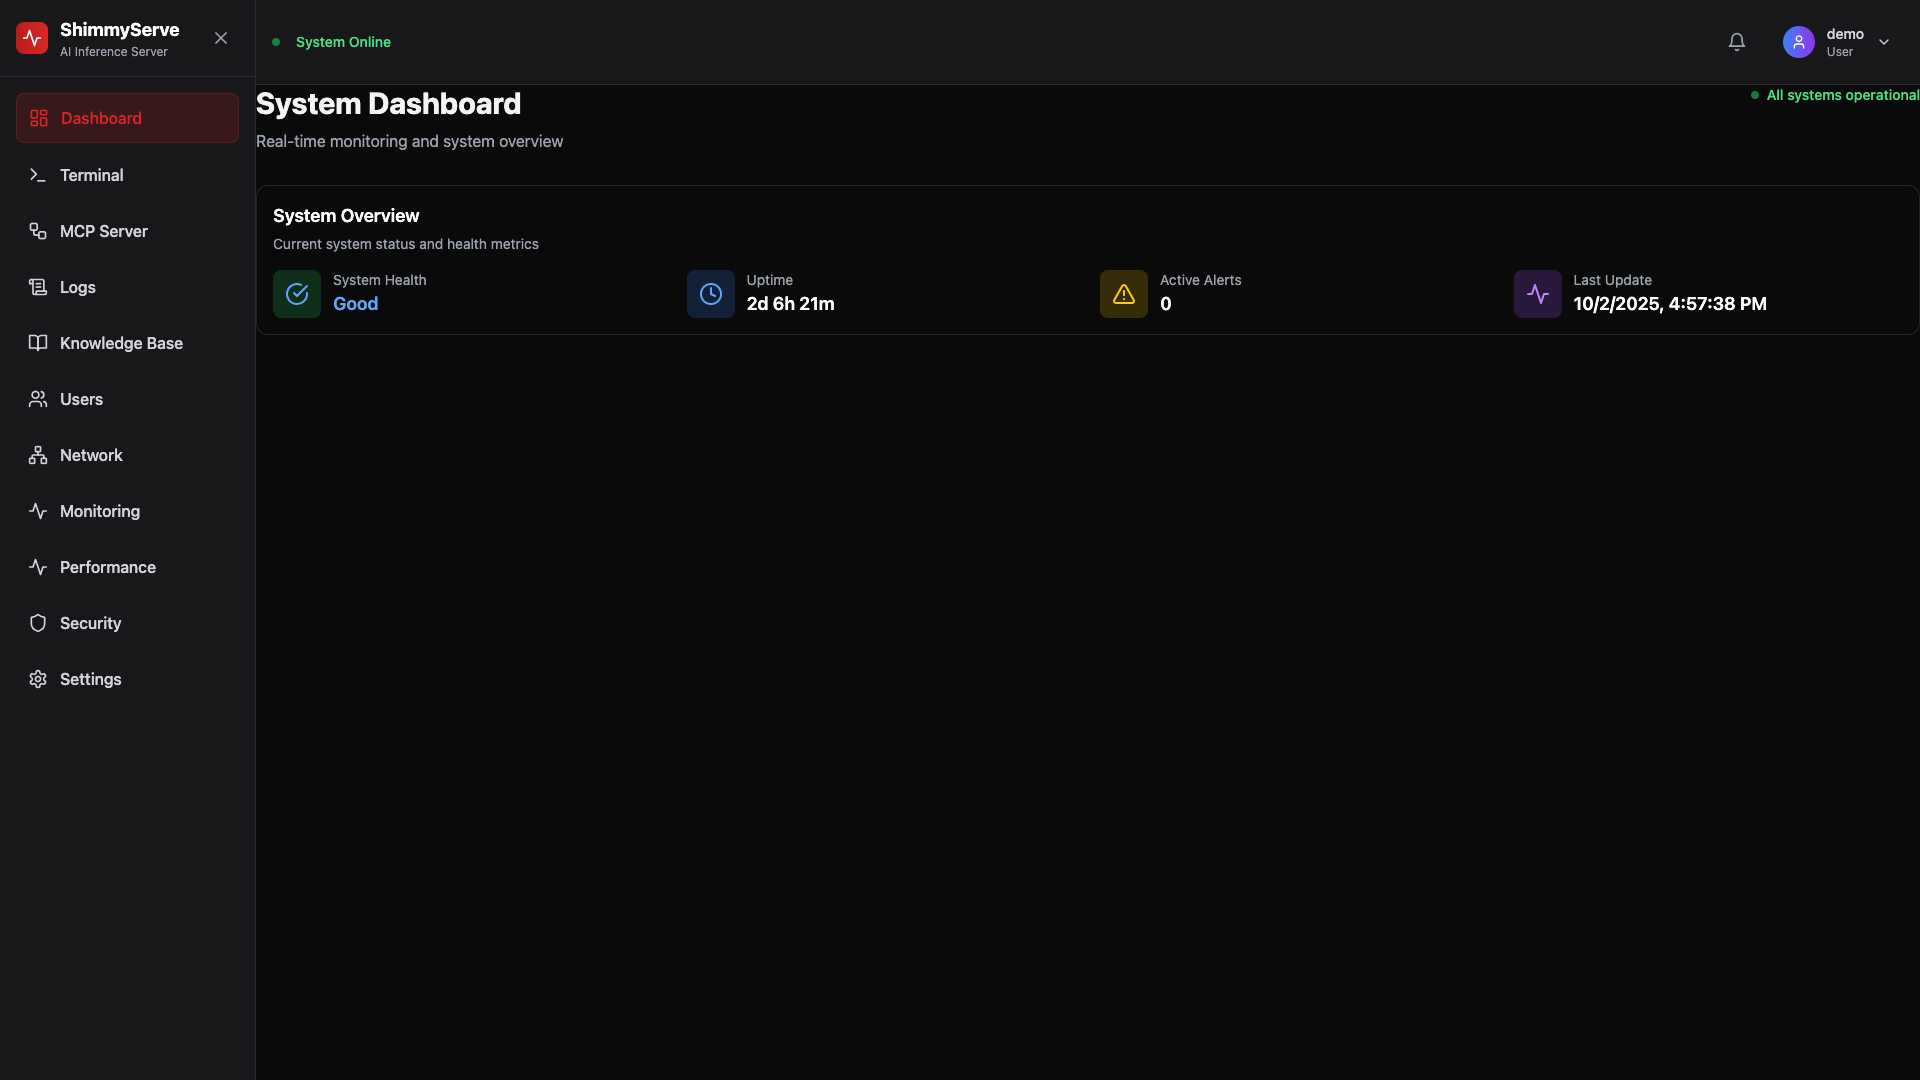 ShimmyServe
AI Inference Server
Dashboard
Terminal
MCP Server
Logs
Knowledge Base
Users
Network
Monitoring
Performance
Security
Settings
System Online
demo
User
System Dashboard
All systems operational
Real-time monitoring and system overview
System Overview
Current system status and health metrics
System Health
Good
Uptime
2d 6h 21m
Active Alerts
0
Last Update
10/2/2025, 4:57:38 PM